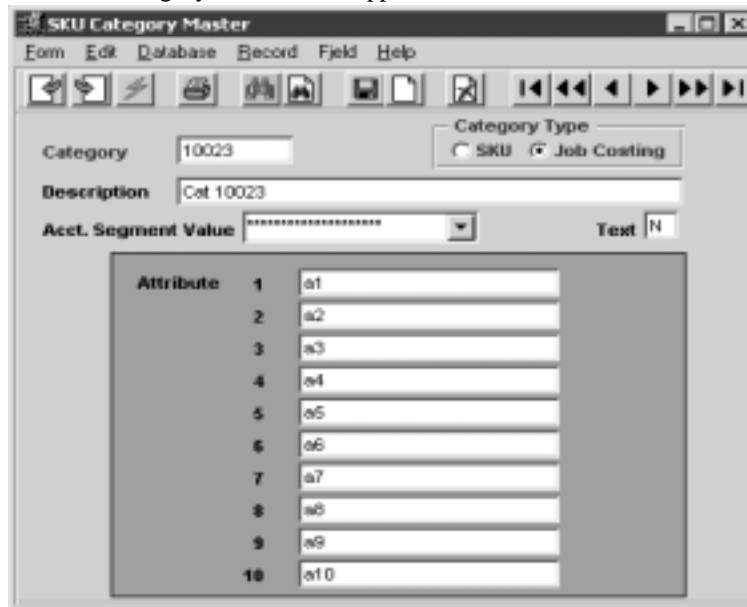 SKU Category Master
Form Edit Database Record Field Help
Category Type
Category 10023 SKU Job Costing
Description Cat 10023
Acct. Segment Value ******************** Text N
Attribute 1 a1
2 a2
3 a3
4 a4
5 a5
6 a6
7 a7
8 a8
9 a9
10 a10